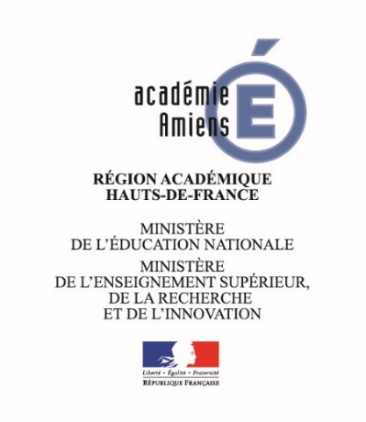 académie
Amiens
É
RÉGION ACADÉMIQUE
HAUTS-DE-FRANCE
MINISTÈRE
DE L'ÉDUCATION NATIONALE
MINISTÈRE
DE L'ENSEIGNEMENT SUPÉRIEUR,
DE LA RECHERCHE
ET DE L'INNOVATION
Liberté • Égalité • Fraternité
RÉPUBLIQUE FRANÇAISE